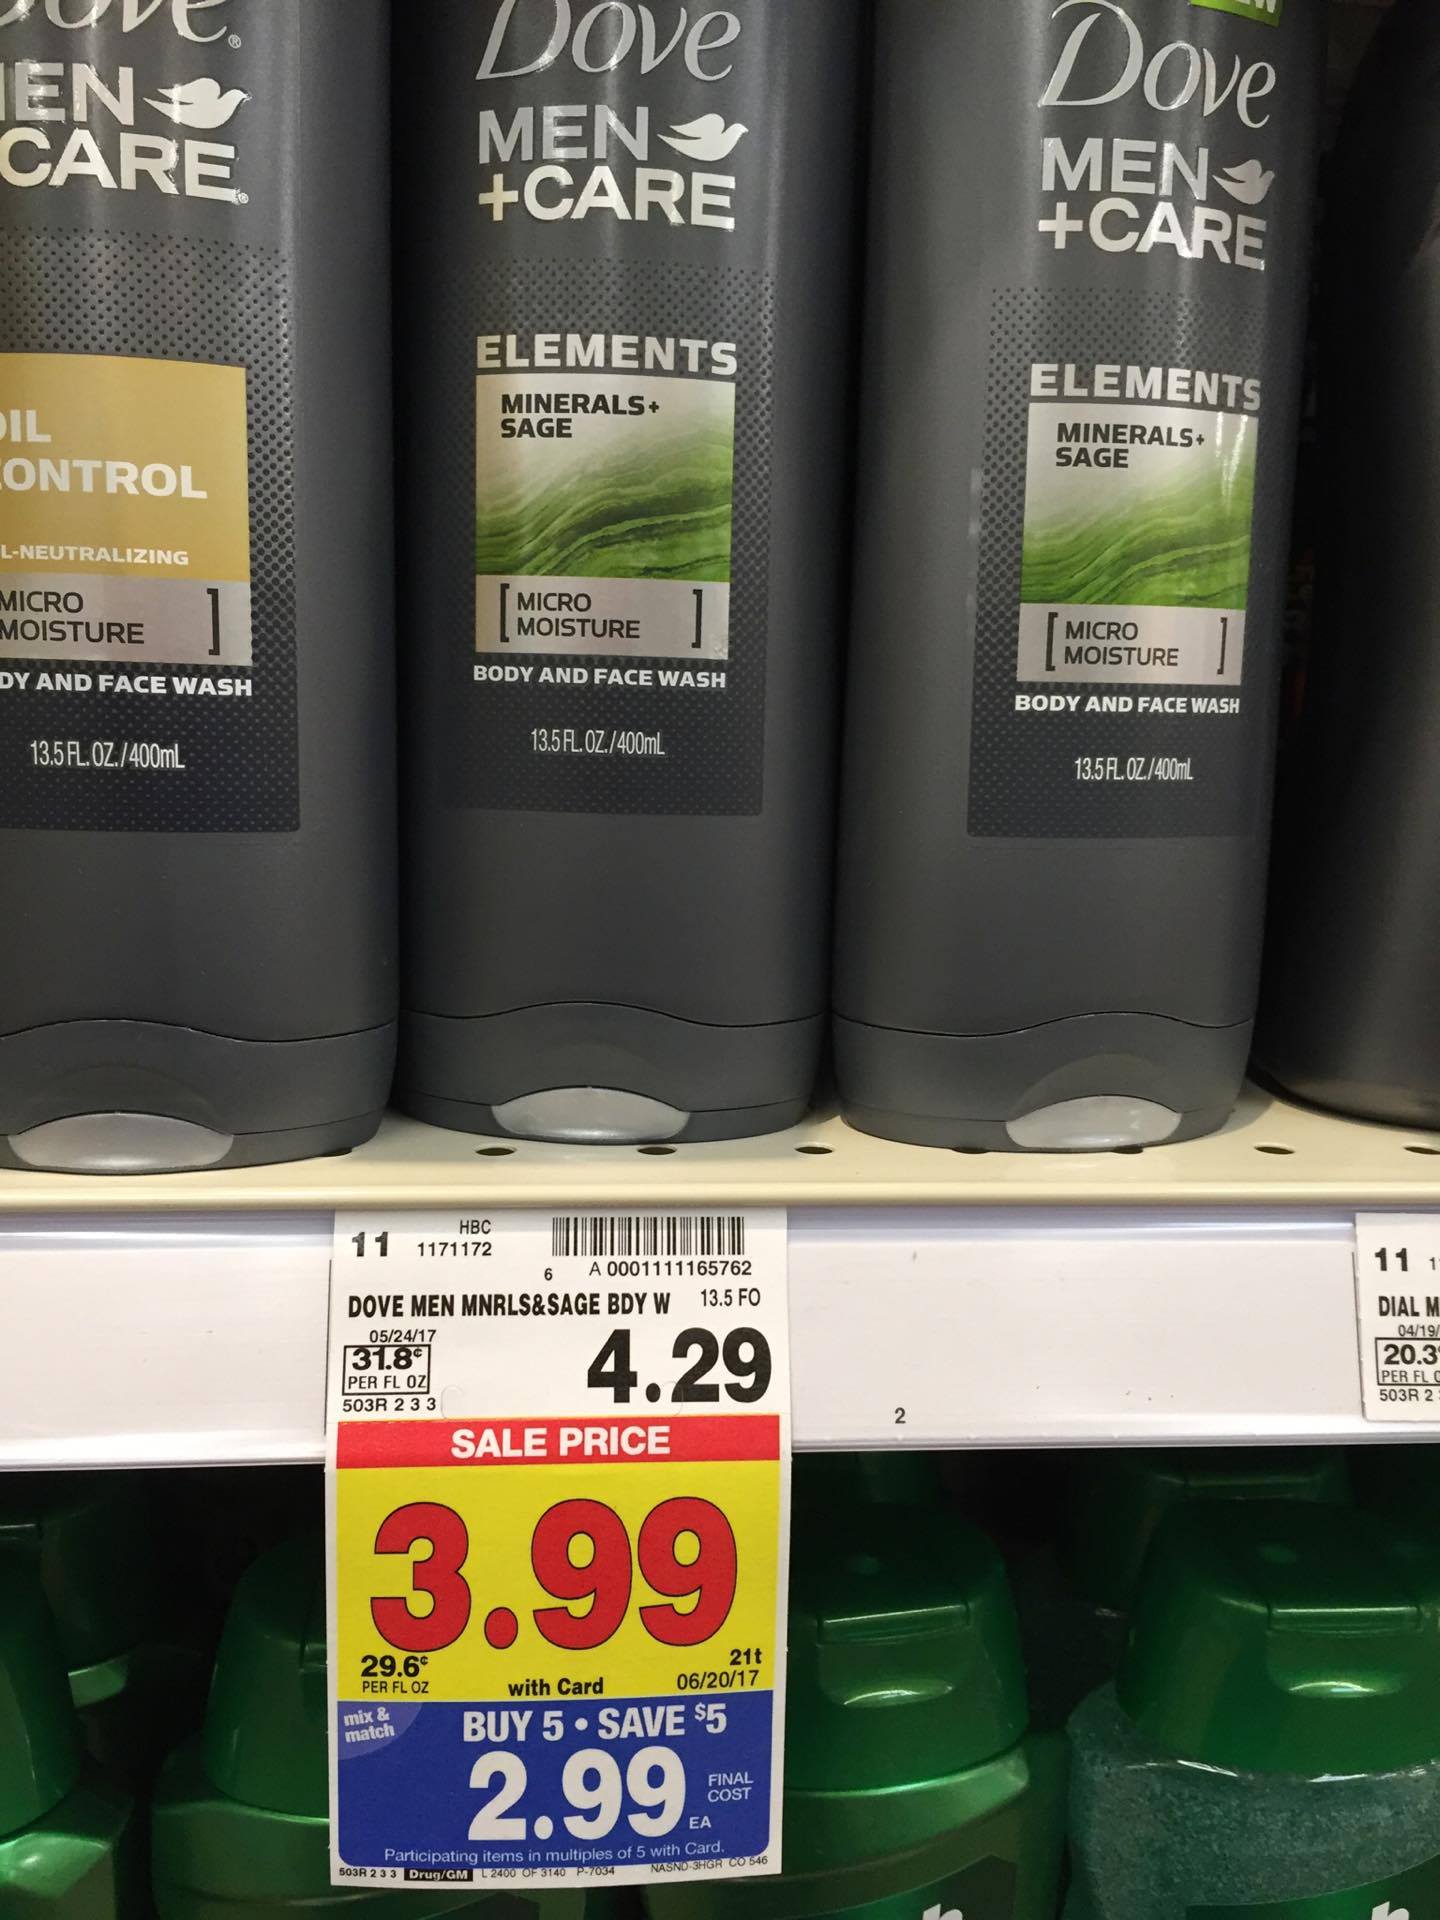 Dove
MEN
+CARE
CONTROL
MICRO
MOISTURE
BODY AND FACE WASH
13.5 FL. OZ./400mL
Dove
MEN
+CARE
ELEMENTS
MINERALS+
SAGE
[MICRO
MOISTURE]
BODY AND FACE WASH
13.5 FL. OZ./400mL
Dove
MEN
+CARE
ELEMENTS
MINERALS+
SAGE
[MICRO
MOISTURE]
BODY AND FACE WASH
13.5 FL. OZ./400mL
11 HBC
1171172
6 A 0001111165762
DOVE MEN MNRLS&SAGE BDY W 13.5 FO
05/24/17
31.8¢
PER FL OZ
503R 2 3 3
4.29
SALE PRICE
3.99
29.6¢
PER FL OZ
with Card
21t
06/20/17
mix &
match
BUY 5 • SAVE $5
2.99
FINAL
COST
EA
Participating items in multiples of 5 with Card.
503R 2 3 3 Drug/GM L 2400 OF 3140 P-7034 NASND-3HGR CO 546
2
11
DIAL M
04/19/
20.3
PER FL O
503R 2